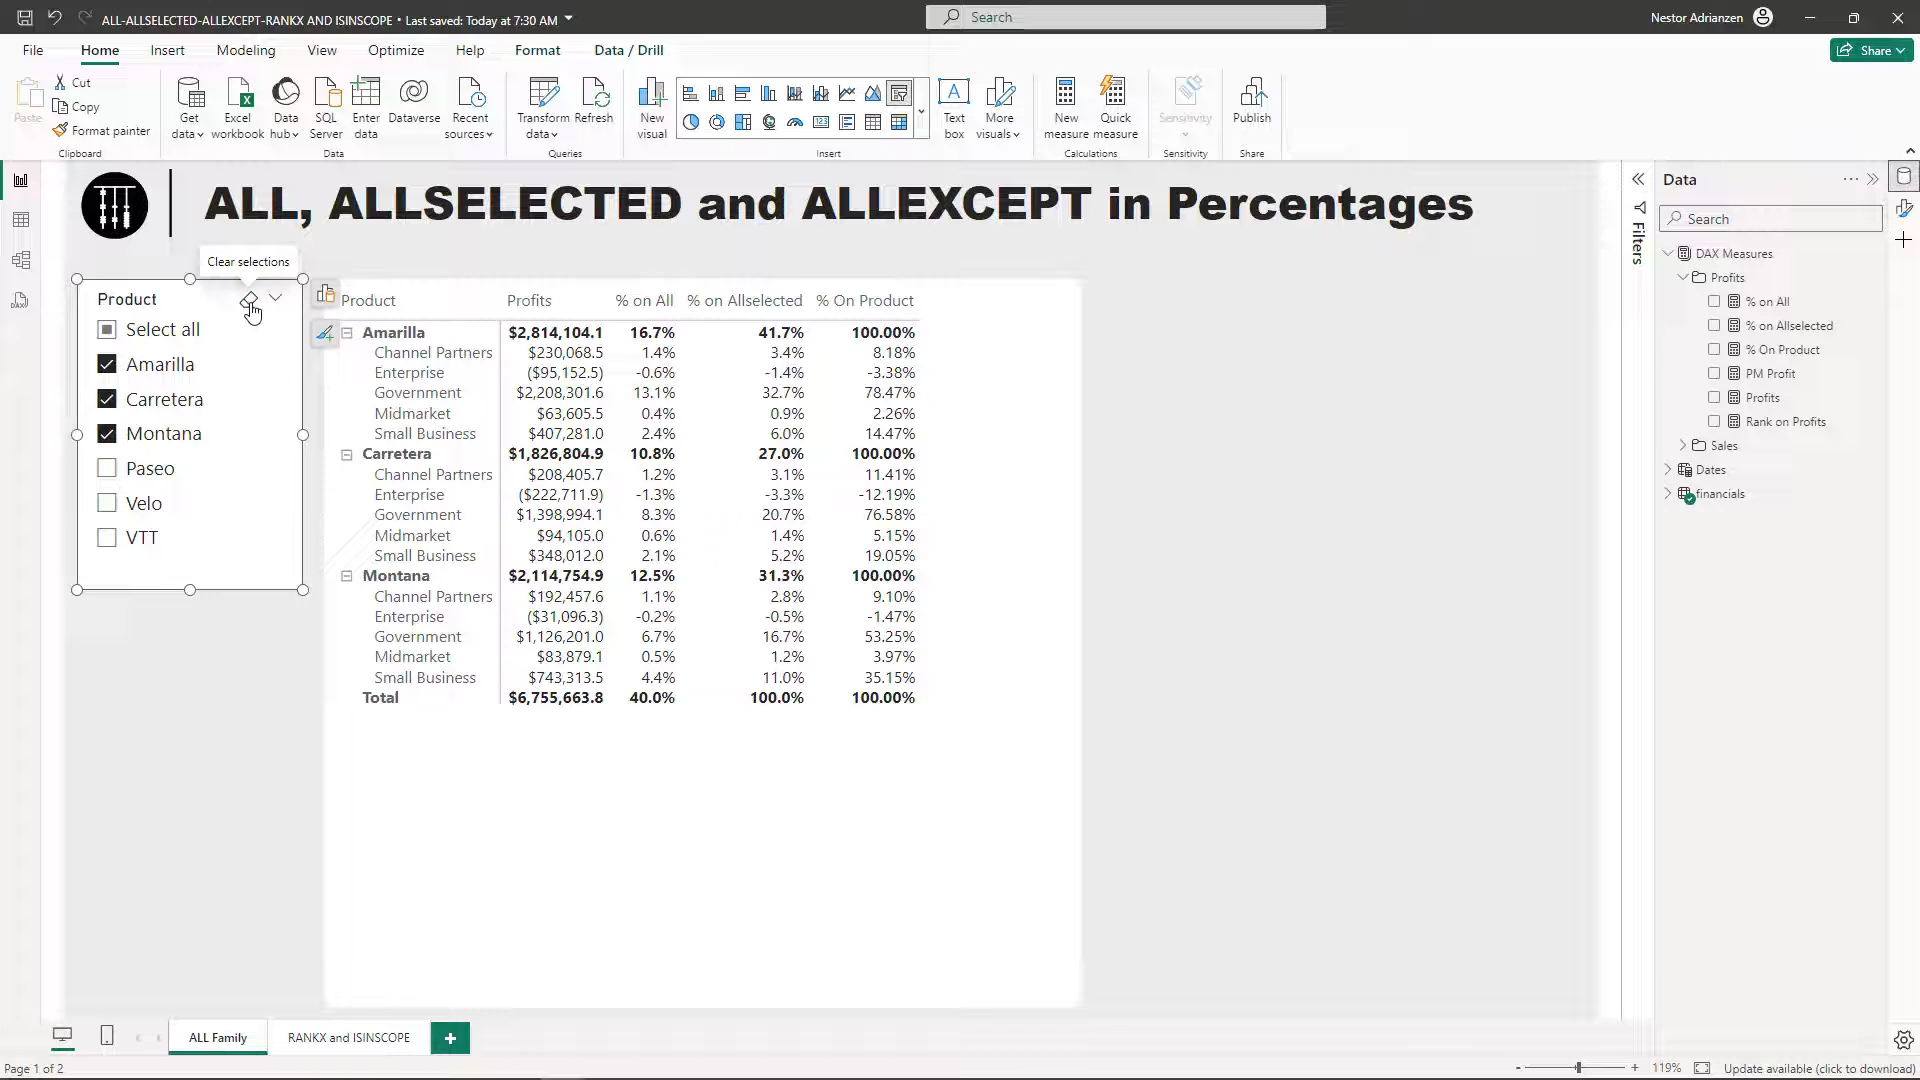 ALL-ALLSELECTED-ALLEXCEPT-RANKX AND ISINSCOPE • Last saved: Today at 7:30 AM
Search
Nestor Adrianzen
File Home Insert Modeling View Optimize Help Format Data / Drill
Share
Paste
Cut
Copy
Format painter
Get data
Excel workbook
Data hub
SQL Server
Enter data
Dataverse
Recent sources
Transform data
Refresh
New visual
Text box
More visuals
New measure
Quick measure
Sensitivity
Publish
Clipboard Data Queries Insert Calculations Sensitivity Share
ALL, ALLSELECTED and ALLEXCEPT in Percentages
Clear selections
Product
Select all
Amarilla
Carretera
Montana
Paseo
Velo
VTT
Product Profits % on All % on Allselected % On Product
Amarilla $2,814,104.1 16.7% 41.7% 100.00%
Channel Partners $230,068.5 1.4% 3.4% 8.18%
Enterprise ($95,152.5) -0.6% -1.4% -3.38%
Government $2,208,301.6 13.1% 32.7% 78.47%
Midmarket $63,605.5 0.4% 0.9% 2.26%
Small Business $407,281.0 2.4% 6.0% 14.47%
Carretera $1,826,804.9 10.8% 27.0% 100.00%
Channel Partners $208,405.7 1.2% 3.1% 11.41%
Enterprise ($222,711.9) -1.3% -3.3% -12.19%
Government $1,398,994.1 8.3% 20.7% 76.58%
Midmarket $94,105.0 0.6% 1.4% 5.15%
Small Business $348,012.0 2.1% 5.2% 19.05%
Montana $2,114,754.9 12.5% 31.3% 100.00%
Channel Partners $192,457.6 1.1% 2.8% 9.10%
Enterprise ($31,096.3) -0.2% -0.5% -1.47%
Government $1,126,201.0 6.7% 16.7% 53.25%
Midmarket $83,879.1 0.5% 1.2% 3.97%
Small Business $743,313.5 4.4% 11.0% 35.15%
Total $6,755,663.8 40.0% 100.0% 100.00%
Filters
Data
Search
DAX Measures
Profits
% on All
% on Allselected
% On Product
PM Profit
Profits
Rank on Profits
Sales
Dates
financials
ALL Family
RANKX and ISINSCOPE
Page 1 of 2
119%
Update available (click to download)